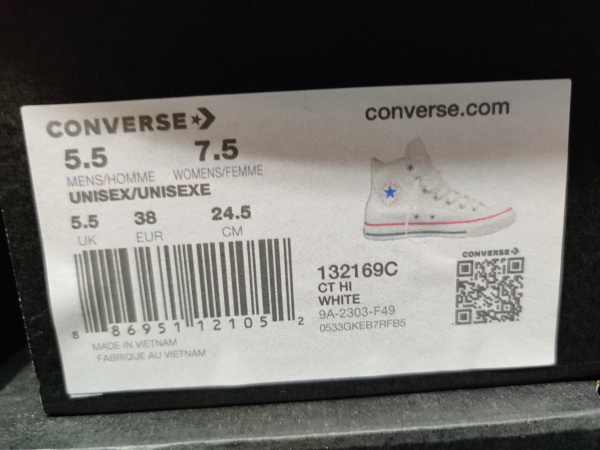 CONVERSE
converse.com
5.5 7.5
MENS/HOMME WOMENS/FEMME
UNISEX/UNISEXE
5.5 38 24.5
UK EUR CM
CONVERSE
132169C
CT HI
WHITE
9A-2303-F49
0533GKEB7RFB5
8 86951 12105 2
MADE IN VIETNAM
FABRIQUÉ AU VIETNAM